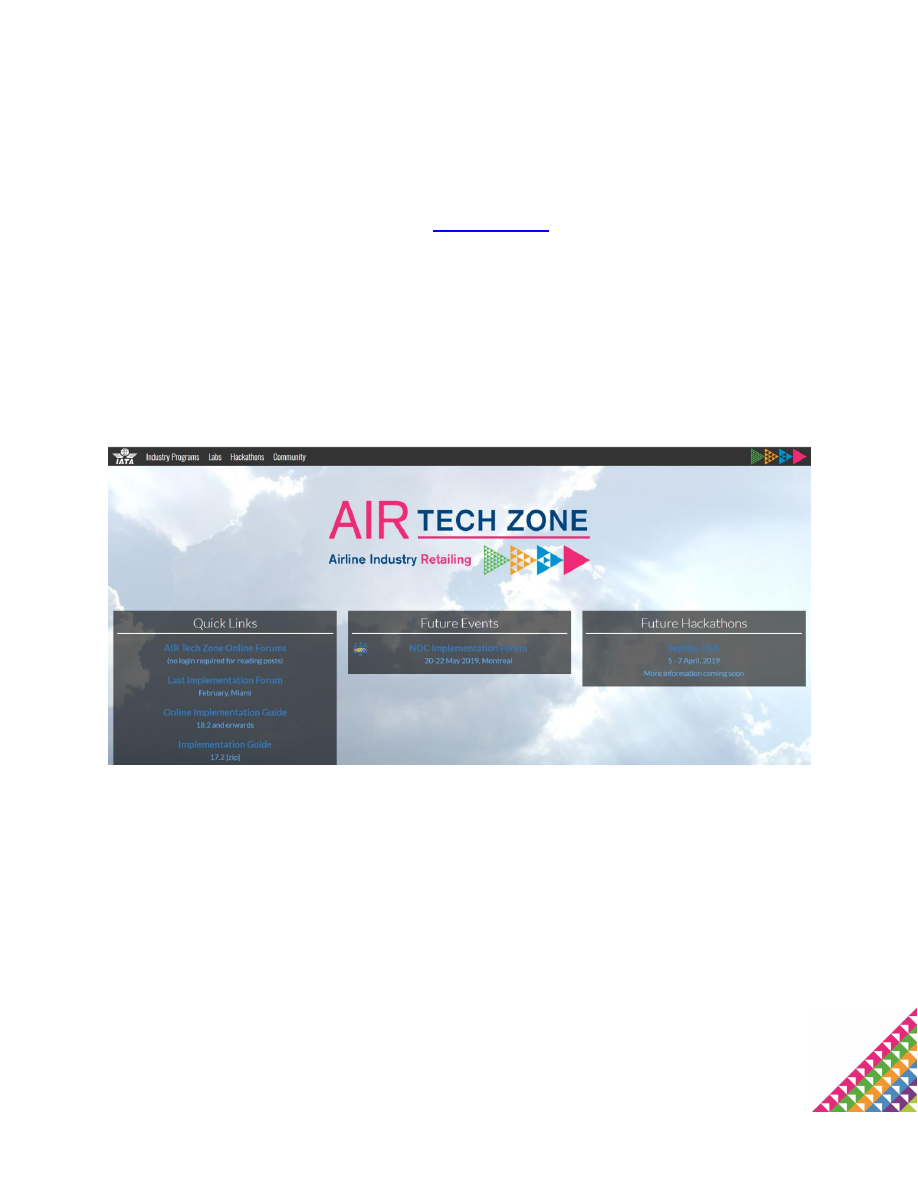 IATA Industry Programs Labs Hackathons Community
AIR TECH ZONE
Airline Industry Retailing
Quick Links
AIR Tech Zone Online Forums
(no login required for reading posts)
Last Implementation Forum
February, Miami
Online Implementation Guide
18.2 and onwards
Implementation Guide
17.2 [zip]
Future Events
NDC Implementation Forum
20-22 May 2019, Montreal
Future Hackathons
5 - 7 April, 2019
More information coming soon